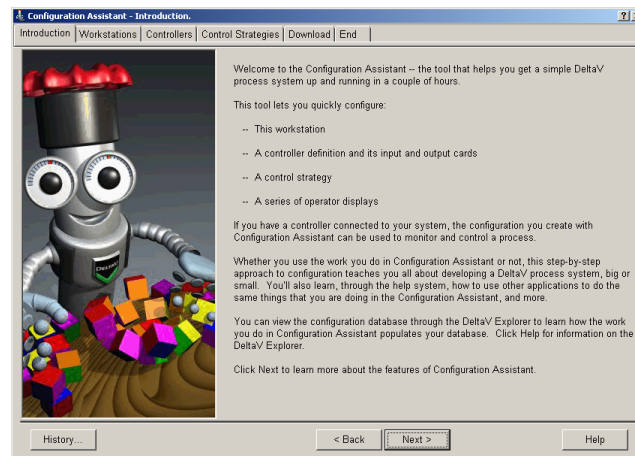 Configuration Assistant - Introduction.
Introduction Workstations Controllers Control Strategies Download End
Welcome to the Configuration Assistant -- the tool that helps you get a simple DeltaV
process system up and running in a couple of hours.
This tool lets you quickly configure:
-- This workstation
-- A controller definition and its input and output cards
-- A control strategy
-- A series of operator displays
If you have a controller connected to your system, the configuration you create with
Configuration Assistant can be used to monitor and control a process.
Whether you use the work you do in Configuration Assistant or not, this step-by-step
approach to configuration teaches you all about developing a DeltaV process system, big or
small. You'll also learn, through the help system, how to use other applications to do the
same things that you are doing in the Configuration Assistant, and more.
You can view the configuration database through the DeltaV Explorer to learn how the work
you do in Configuration Assistant populates your database. Click Help for information on the
DeltaV Explorer.
Click Next to learn more about the features of Configuration Assistant.
DeltaV
History... < Back Next > Help